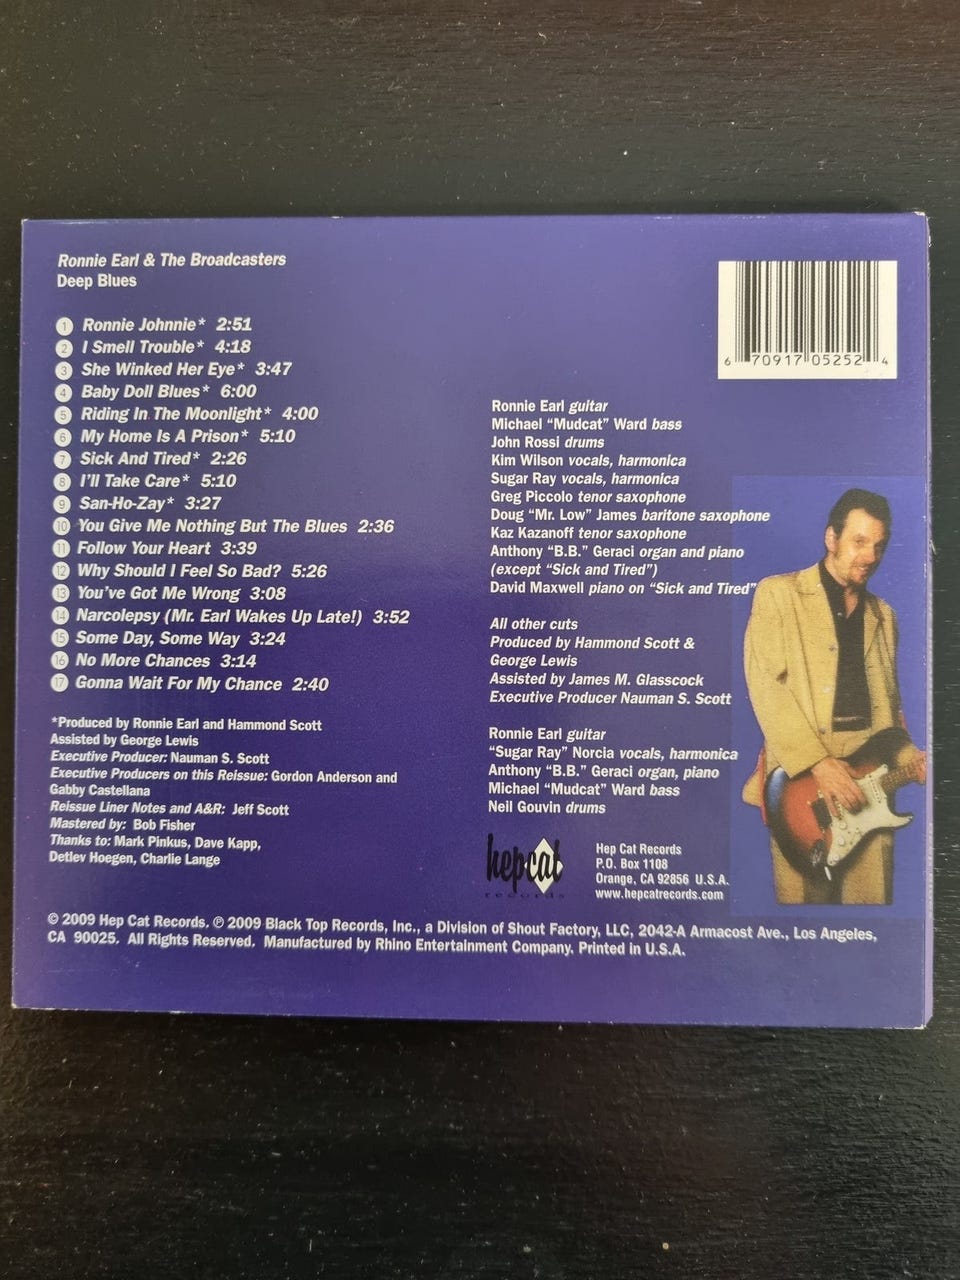 Ronnie Earl & The Broadcasters
Deep Blues
1 Ronnie Johnnie* 2:51
2 I Smell Trouble* 4:18
3 She Winked Her Eye* 3:47
4 Baby Doll Blues* 6:00
5 Riding In The Moonlight* 4:00
6 My Home Is A Prison* 5:10
7 Sick And Tired* 2:26
8 I'll Take Care* 5:10
9 San-Ho-Zay* 3:27
10 You Give Me Nothing But The Blues 2:36
11 Follow Your Heart 3:39
12 Why Should I Feel So Bad? 5:26
13 You've Got Me Wrong 3:08
14 Narcolepsy (Mr. Earl Wakes Up Late!) 3:52
15 Some Day, Some Way 3:24
16 No More Chances 3:14
17 Gonna Wait For My Chance 2:40
*Produced by Ronnie Earl and Hammond Scott
Assisted by George Lewis
Executive Producer: Nauman S. Scott
Executive Producers on this Reissue: Gordon Anderson and
Gabby Castellana
Reissue Liner Notes and A&R: Jeff Scott
Mastered by: Bob Fisher
Thanks to: Mark Pinkus, Dave Kapp,
Detlev Hoegen, Charlie Lange
6 70917 05252 4
Ronnie Earl guitar
Michael "Mudcat" Ward bass
John Rossi drums
Kim Wilson vocals, harmonica
Sugar Ray vocals, harmonica
Greg Piccolo tenor saxophone
Doug "Mr. Low" James baritone saxophone
Kaz Kazanoff tenor saxophone
Anthony "B.B." Geraci organ and piano
(except "Sick and Tired")
David Maxwell piano on "Sick and Tired"
All other cuts
Produced by Hammond Scott &
George Lewis
Assisted by James M. Glasscock
Executive Producer Nauman S. Scott
Ronnie Earl guitar
"Sugar Ray" Norcia vocals, harmonica
Anthony "B.B." Geraci organ, piano
Michael "Mudcat" Ward bass
Neil Gouvin drums
hepcat
records
Hep Cat Records
P.O. Box 1108
Orange, CA 92856 U.S.A.
www.hepcatrecords.com
© 2009 Hep Cat Records. ℗ 2009 Black Top Records, Inc., a Division of Shout Factory, LLC, 2042-A Armacost Ave., Los Angeles,
CA 90025. All Rights Reserved. Manufactured by Rhino Entertainment Company. Printed in U.S.A.